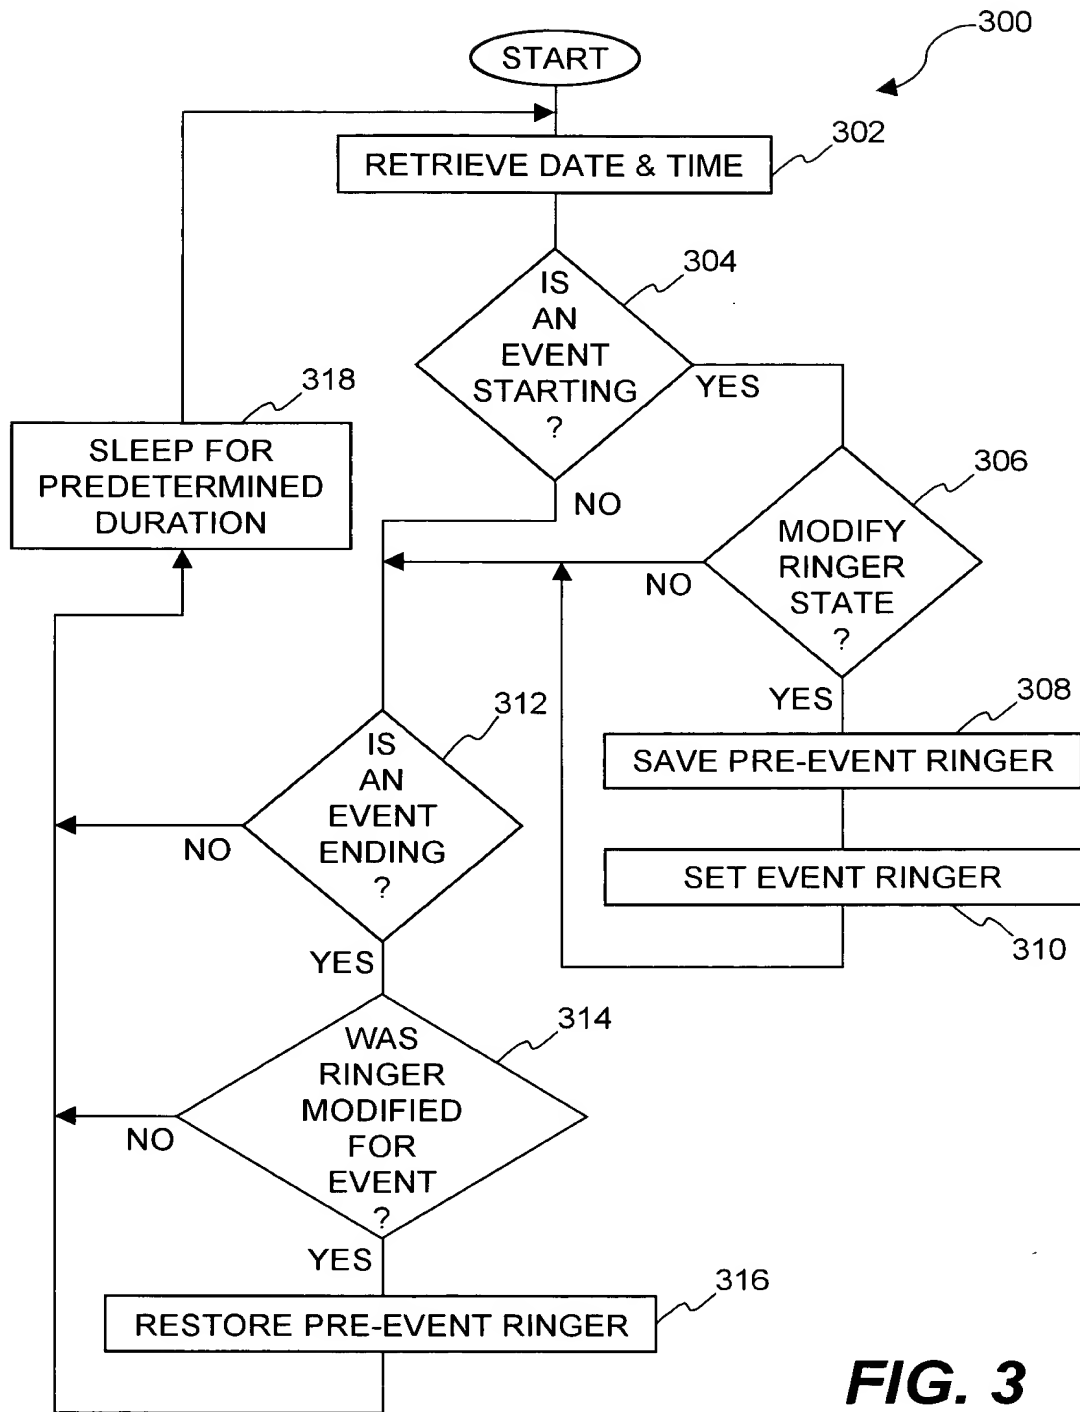 300
START
302
RETRIEVE DATE & TIME
304
IS
AN
EVENT
STARTING
?
YES
NO
318
SLEEP FOR
PREDETERMINED
DURATION
306
MODIFY
RINGER
STATE
?
NO
YES
308
SAVE PRE-EVENT RINGER
SET EVENT RINGER
310
312
IS
AN
EVENT
ENDING
?
NO
YES
314
WAS
RINGER
MODIFIED
FOR
EVENT
?
NO
YES
316
RESTORE PRE-EVENT RINGER
FIG. 3